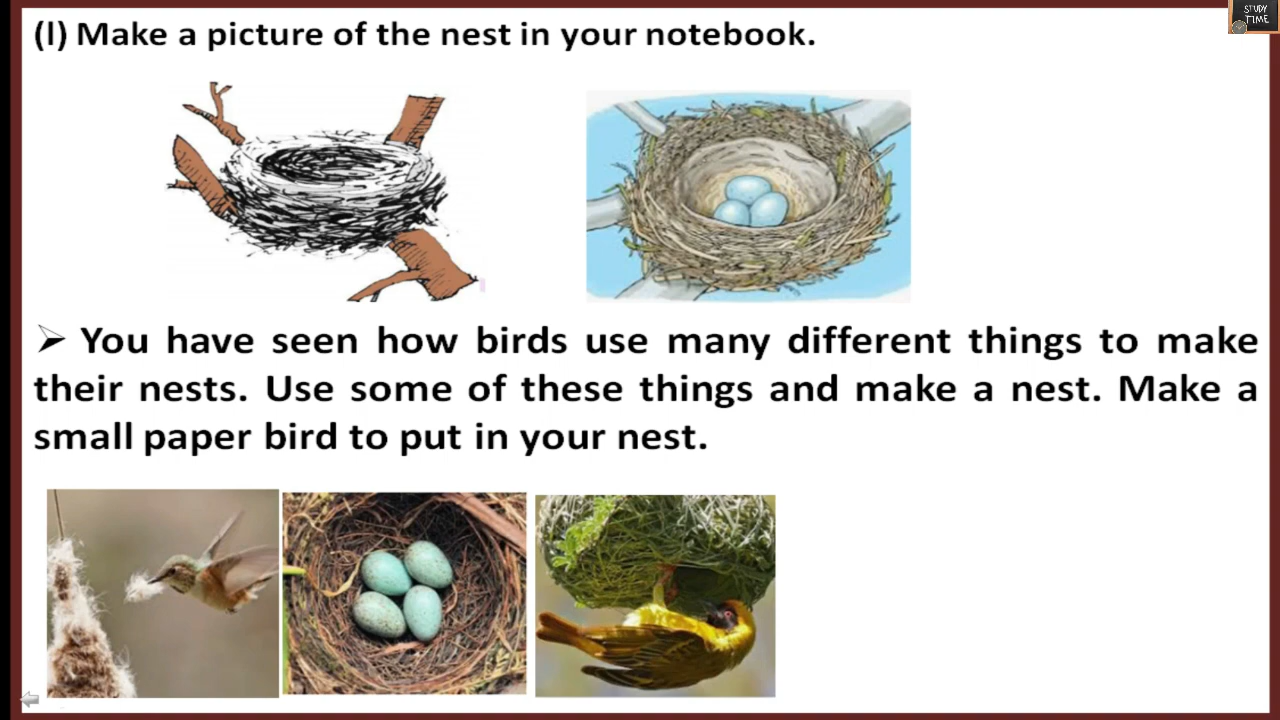 STUDY
TIME
(l) Make a picture of the nest in your notebook.
➢ You have seen how birds use many different things to make
their nests. Use some of these things and make a nest. Make a
small paper bird to put in your nest.